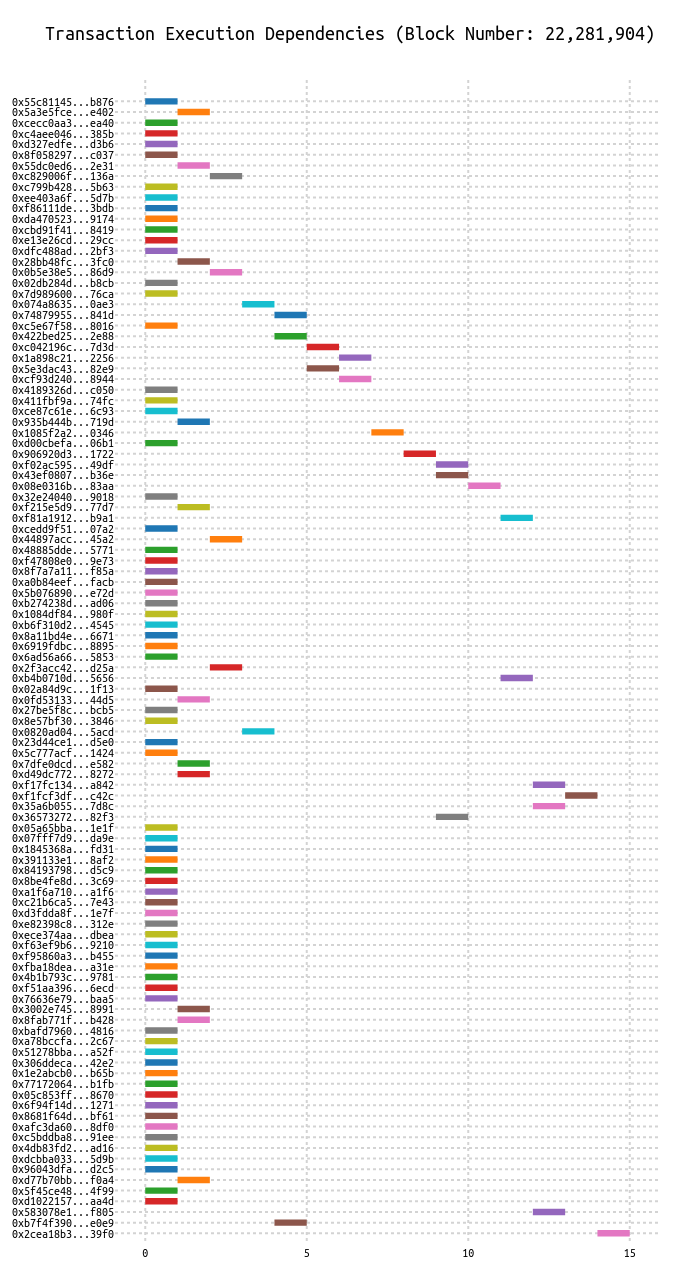 Transaction Execution Dependencies (Block Number: 22,281,904)
0x55c81145...b876
0x5a3e5fce...e402
0xcecc0aa3...ea40
0xc4aee046...385b
0xd327edfe...d3b6
0x8f058297...c037
0x55dc0ed6...2e31
0xc829006f...136a
0xc799b428...5b63
0xee403a6f...5d7b
0xf86111de...3bdb
0xda470523...9174
0xcbd91f41...8419
0xe13e26cd...29cc
0xdfc488ad...2bf3
0x28bb48fc...3fc0
0x0b5e38e5...86d9
0x02db284d...b8cb
0x7d989600...76ca
0x074a8635...0ae3
0x74879955...841d
0xc5e67f58...8016
0x422bed25...2e88
0xc042196c...7d3d
0x1a898c21...2256
0x5e3dac43...82e9
0xcf93d240...8944
0x4189326d...c050
0x411fbf9a...74fc
0xce87c61e...6c93
0x935b444b...719d
0x1085f2a2...0346
0xd00cbefa...06b1
0x906920d3...1722
0xf02ac595...49df
0x43ef0807...b36e
0x08e0316b...83aa
0x32e24040...9018
0xf215e5d9...77d7
0xf81a1912...b9a1
0xcedd9f51...07a2
0x44897acc...45a2
0x48885dde...5771
0xf47808e0...9e73
0x8f7a7a11...f85a
0xa0b84eef...facb
0x5b076890...e72d
0xb274238d...ad06
0x1084df84...980f
0xb6f310d2...4545
0x8a11bd4e...6671
0x6919fdbc...8895
0x6ad56a66...5853
0x2f3acc42...d25a
0xb4b0710d...5656
0x02a84d9c...1f13
0x0fd53133...44d5
0x27be5f8c...bcb5
0x8e57bf30...3846
0x0820ad04...5acd
0x23d44ce1...d5e0
0x5c777acf...1424
0x7dfe0dcd...e582
0xd49dc772...8272
0xf17fc134...a842
0xf1fcf3df...c42c
0x35a6b055...7d8c
0x36573272...82f3
0x05a65bba...1e1f
0x07fff7d9...da9e
0x1845368a...fd31
0x391133e1...8af2
0x84193798...d5c9
0x8be4fe8d...3c69
0xa1f6a710...a1f6
0xc21b6ca5...7e43
0xd3fdda8f...1e7f
0xe82398c8...312e
0xece374aa...dbea
0xf63ef9b6...9210
0xf95860a3...b455
0xfba18dea...a31e
0x4b1b793c...9781
0xf51aa396...6ecd
0x76636e79...baa5
0x3002e745...8991
0x8fab771f...b428
0xbafd7960...4816
0xa78bccfa...2c67
0x51278bba...a52f
0x306ddeca...42e2
0x1e2abcb0...b65b
0x77172064...b1fb
0x05c853ff...8670
0x6f94f14d...1271
0x8681f64d...bf61
0xafc3da60...8df0
0xc5bddba8...91ee
0x4db83fd2...ad16
0xdcbba033...5d9b
0x96043dfa...d2c5
0xd77b70bb...f0a4
0x5f45ce48...4f99
0xd1022157...aa4d
0x583078e1...f805
0xb7f4f390...e0e9
0x2cea18b3...39f0
0 5 10 15